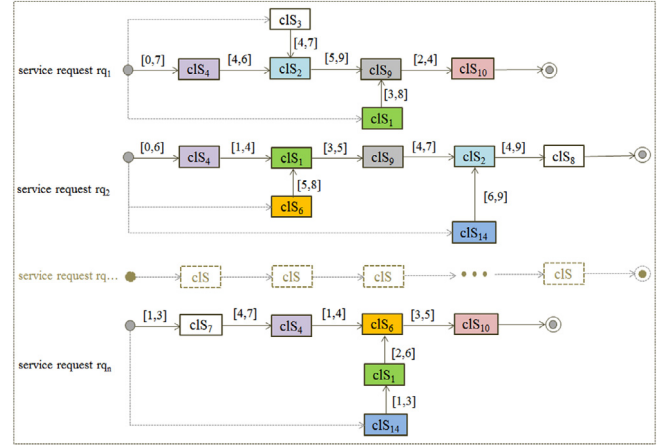 clS3
[4,7]
service request rq1 [0,7] clS4 [4,6] clS2 [5,9] clS9 [2,4] clS10
[3,8]
clS1
service request rq2 [0,6] clS4 [1,4] clS1 [3,5] clS9 [4,7] clS2 [4,9] clS8
[5,8]
clS6
[6,9]
clS14
service request rq... clS clS clS ••• clS
[1,3] clS7 [4,7] clS4 [1,4] clS6 [3,5] clS10
service request rqn
[2,6]
clS1
[1,3]
clS14